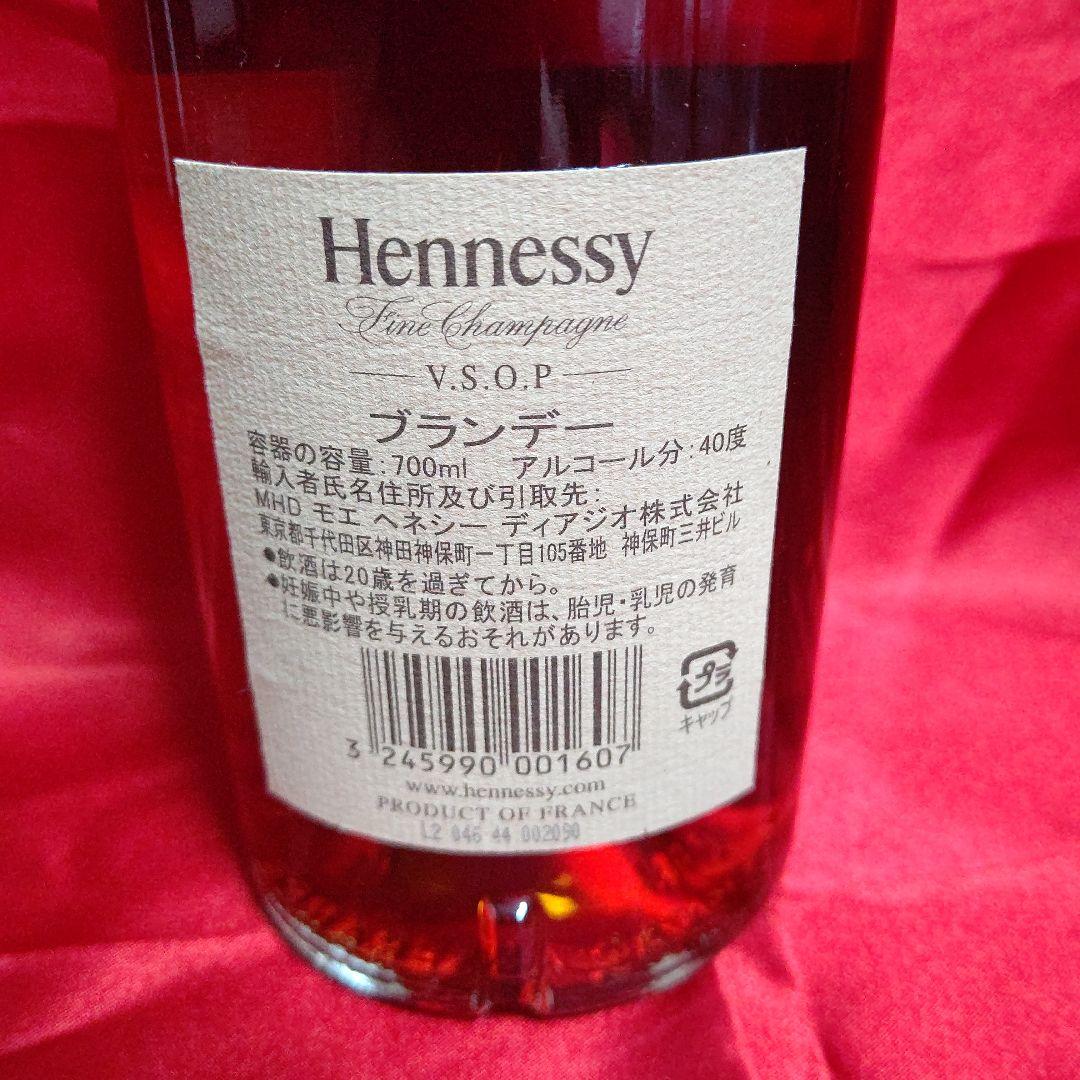 Hennessy
Fine Champagne
V.S.O.P
ブランデー
容器の容量:700ml アルコール分:40度
輸入者氏名住所及び引取先:
MHD モエ ヘネシー ディアジオ株式会社
東京都千代田区神田神保町一丁目105番地 神保町三井ビル
●飲酒は20歳を過ぎてから。
●妊娠中や授乳期の飲酒は、胎児・乳児の発育
に悪影響を与えるおそれがあります。
プラ
キャップ
3 245990 001607
www.hennessy.com
PRODUCT OF FRANCE
L2 046 44 002090